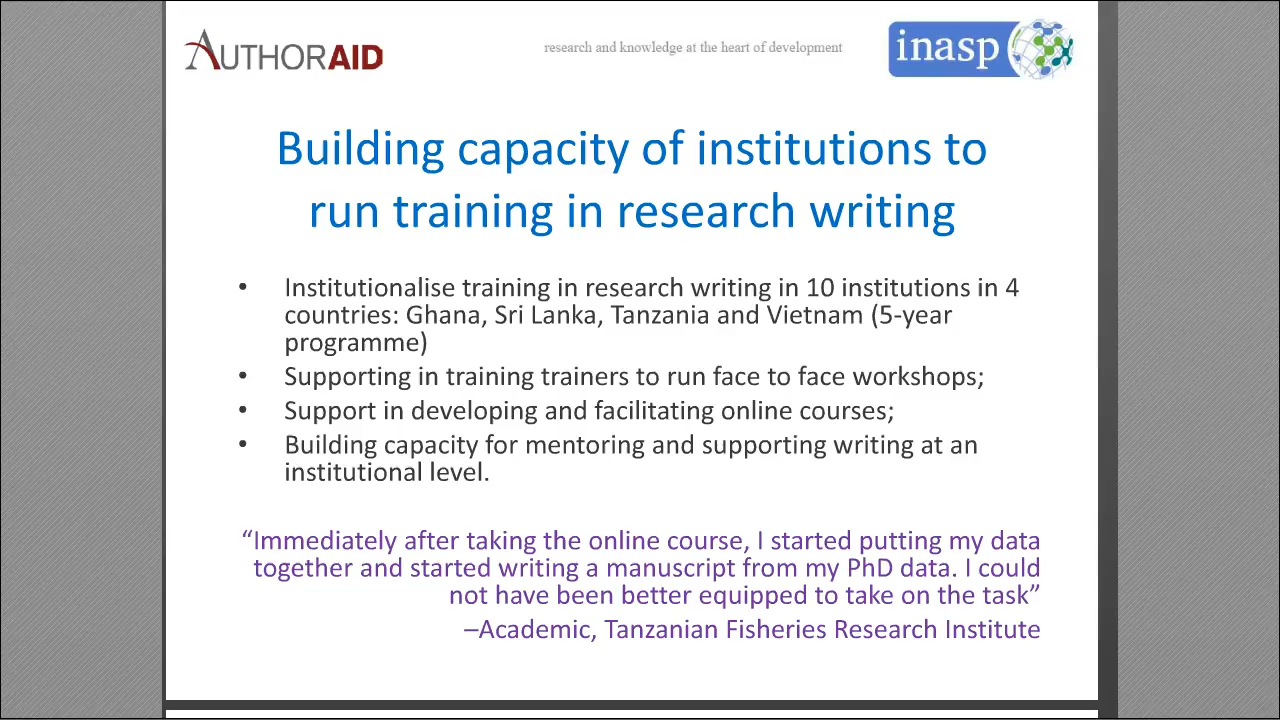 AUTHORAID
research and knowledge at the heart of development
inasp
Building capacity of institutions to
run training in research writing
• Institutionalise training in research writing in 10 institutions in 4
countries: Ghana, Sri Lanka, Tanzania and Vietnam (5-year
programme)
• Supporting in training trainers to run face to face workshops;
• Support in developing and facilitating online courses;
• Building capacity for mentoring and supporting writing at an
institutional level.
“Immediately after taking the online course, I started putting my data
together and started writing a manuscript from my PhD data. I could
not have been better equipped to take on the task”
–Academic, Tanzanian Fisheries Research Institute